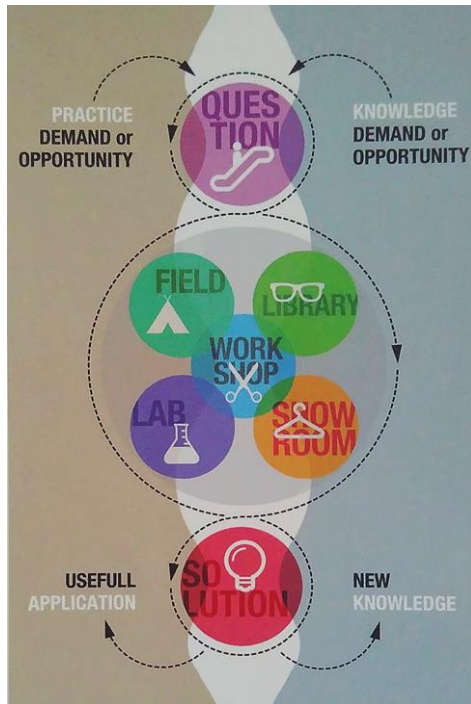 QUES
TION
PRACTICE
DEMAND or
OPPORTUNITY
KNOWLEDGE
DEMAND or
OPPORTUNITY
FIELD
LIBRARY
WORK
SHOP
LAB
SHOW
ROOM
SO
LUTION
USEFULL
APPLICATION
NEW
KNOWLEDGE